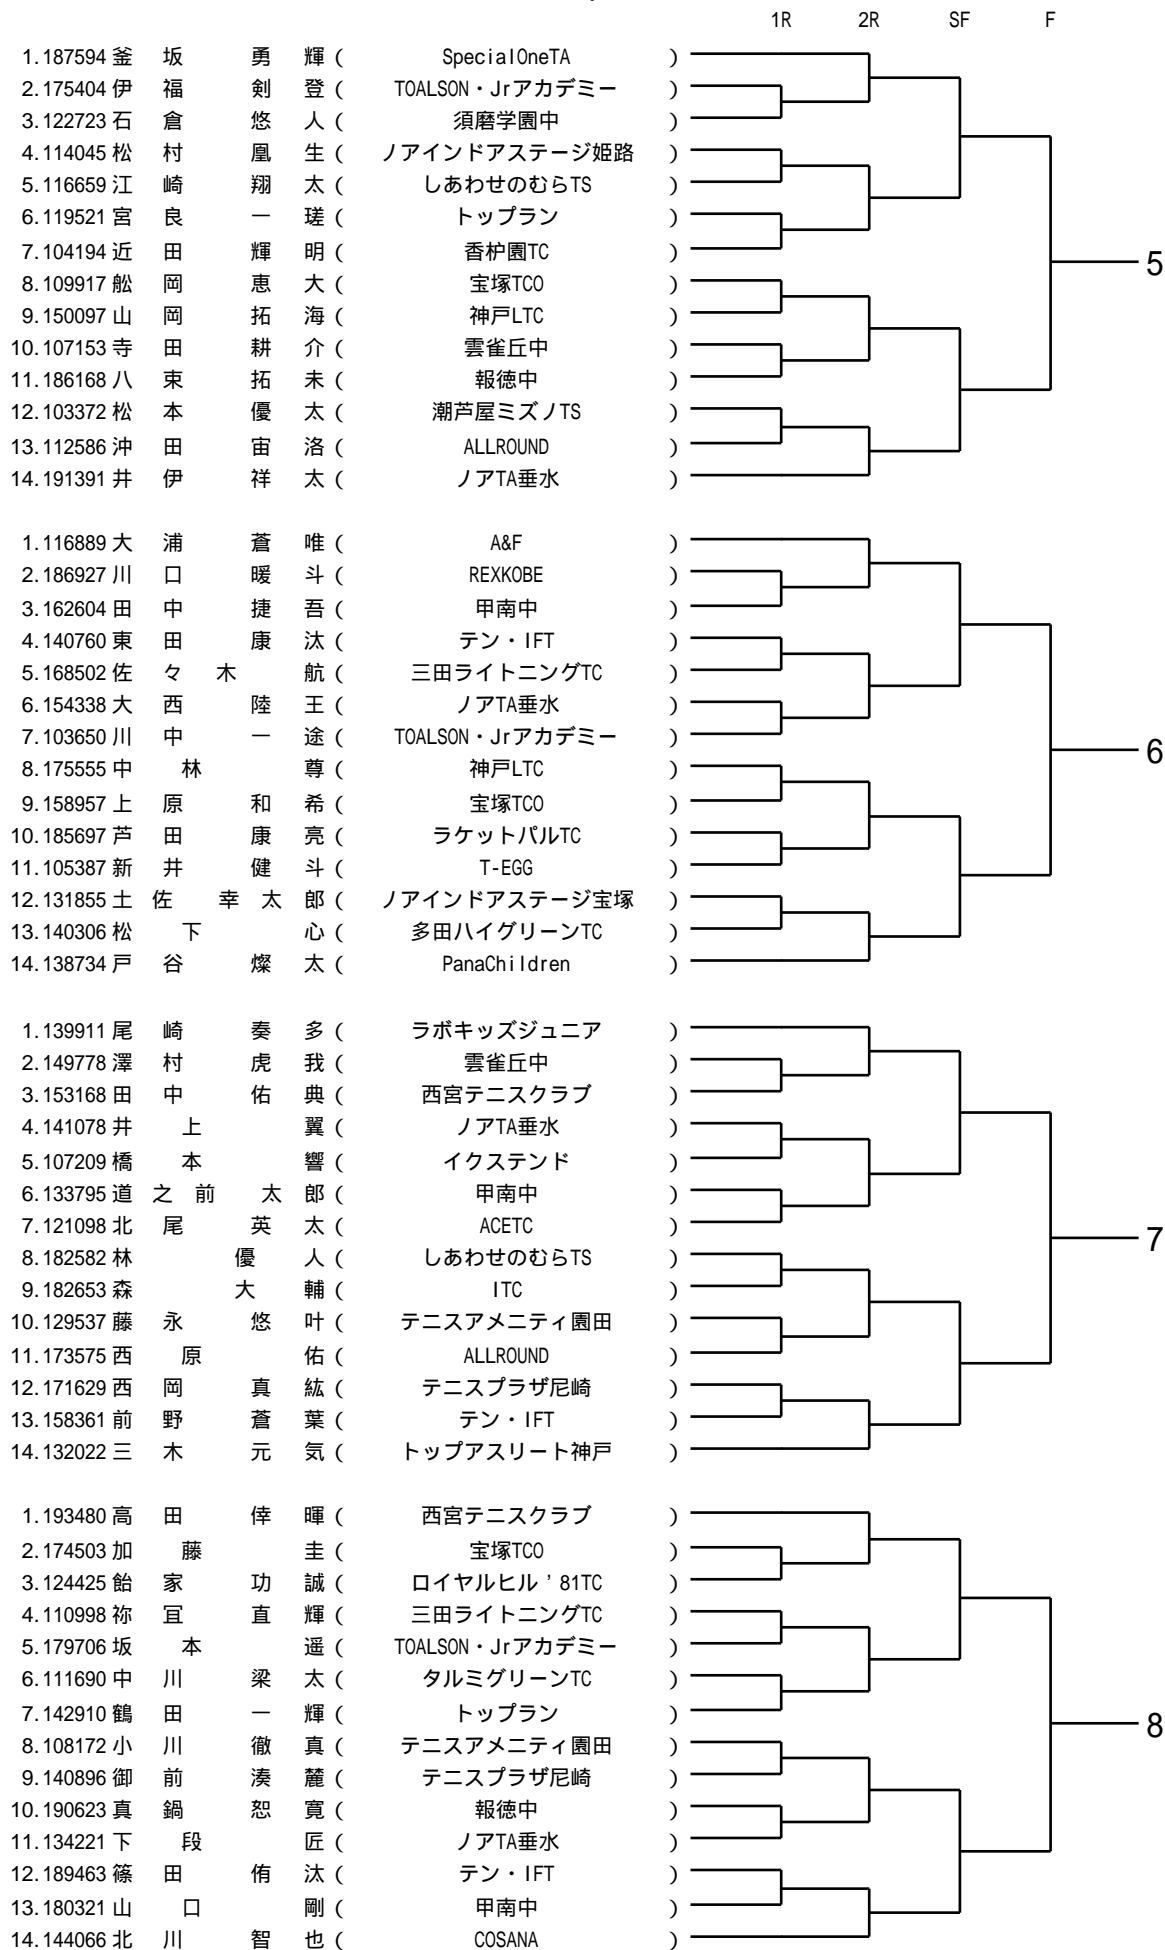 1R 2R SF F
1.187594 釜 坂 勇 輝 ( SpecialOneTA )
2.175404 伊 福 剣 登 ( TOALSON・Jrアカデミー )
3.122723 石 倉 悠 人 ( 須磨学園中 )
4.114045 松 村 凰 生 ( ノアインドアステージ姫路 )
5.116659 江 崎 翔 太 ( しあわせのむらTS )
6.119521 宮 良 一 瑳 ( トップラン )
7.104194 近 田 輝 明 ( 香枦園TC )
8.109917 舩 岡 恵 大 ( 宝塚TCO )
9.150097 山 岡 拓 海 ( 神戸LTC )
10.107153 寺 田 耕 介 ( 雲雀丘中 )
11.186168 八 束 拓 未 ( 報徳中 )
12.103372 松 本 優 太 ( 潮芦屋ミズノTS )
13.112586 沖 田 宙 洛 ( ALLROUND )
14.191391 井 伊 祥 太 ( ノアTA垂水 )
5
1.116889 大 浦 蒼 唯 ( A&F )
2.186927 川 口 暖 斗 ( REXKOBE )
3.162604 田 中 捷 吾 ( 甲南中 )
4.140760 東 田 康 汰 ( テン・IFT )
5.168502 佐 々 木 航 ( 三田ライトニングTC )
6.154338 大 西 陸 王 ( ノアTA垂水 )
7.103650 川 中 一 途 ( TOALSON・Jrアカデミー )
8.175555 中 林 尊 ( 神戸LTC )
9.158957 上 原 和 希 ( 宝塚TCO )
10.185697 芦 田 康 亮 ( ラケットパルTC )
11.105387 新 井 健 斗 ( T-EGG )
12.131855 土 佐 幸 太 郎 ( ノアインドアステージ宝塚 )
13.140306 松 下 心 ( 多田ハイグリーンTC )
14.138734 戸 谷 燦 太 ( PanaChildren )
6
1.139911 尾 崎 奏 多 ( ラボキッズジュニア )
2.149778 澤 村 虎 我 ( 雲雀丘中 )
3.153168 田 中 佑 典 ( 西宮テニスクラブ )
4.141078 井 上 翼 ( ノアTA垂水 )
5.107209 橋 本 響 ( イクステンド )
6.133795 道 之 前 太 郎 ( 甲南中 )
7.121098 北 尾 英 太 ( ACETC )
8.182582 林 優 人 ( しあわせのむらTS )
9.182653 森 大 輔 ( ITC )
10.129537 藤 永 悠 叶 ( テニスアメニティ園田 )
11.173575 西 原 佑 ( ALLROUND )
12.171629 西 岡 真 紘 ( テニスプラザ尼崎 )
13.158361 前 野 蒼 葉 ( テン・IFT )
14.132022 三 木 元 気 ( トップアスリート神戸 )
7
1.193480 高 田 倖 暉 ( 西宮テニスクラブ )
2.174503 加 藤 圭 ( 宝塚TCO )
3.124425 飴 家 功 誠 ( ロイヤルヒル'81TC )
4.110998 祢 冝 直 輝 ( 三田ライトニングTC )
5.179706 坂 本 遥 ( TOALSON・Jrアカデミー )
6.111690 中 川 梁 太 ( タルミグリーンTC )
7.142910 鶴 田 一 輝 ( トップラン )
8.108172 小 川 徹 真 ( テニスアメニティ園田 )
9.140896 御 前 湊 麓 ( テニスプラザ尼崎 )
10.190623 真 鍋 恕 寛 ( 報徳中 )
11.134221 下 段 匠 ( ノアTA垂水 )
12.189463 篠 田 侑 汰 ( テン・IFT )
13.180321 山 口 剛 ( 甲南中 )
14.144066 北 川 智 也 ( COSANA )
8